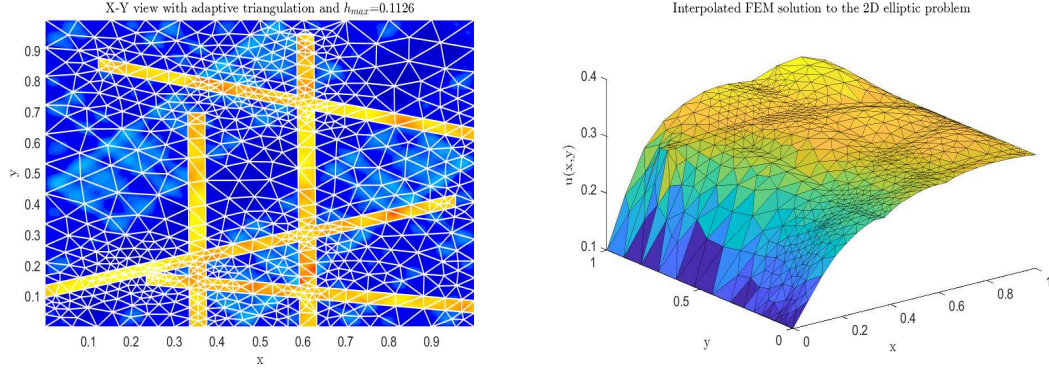 X-Y view with adaptive triangulation and h_max=0.1126
0.9
0.8
0.7
0.6
0.5
0.4
0.3
0.2
0.1
y
0.1 0.2 0.3 0.4 0.5 0.6 0.7 0.8 0.9
x
Interpolated FEM solution to the 2D elliptic problem
0.4
0.3
0.2
0.1
u(x,y)
1
0.5
0
y
0
0.2
0.4
0.6
0.8
1
x